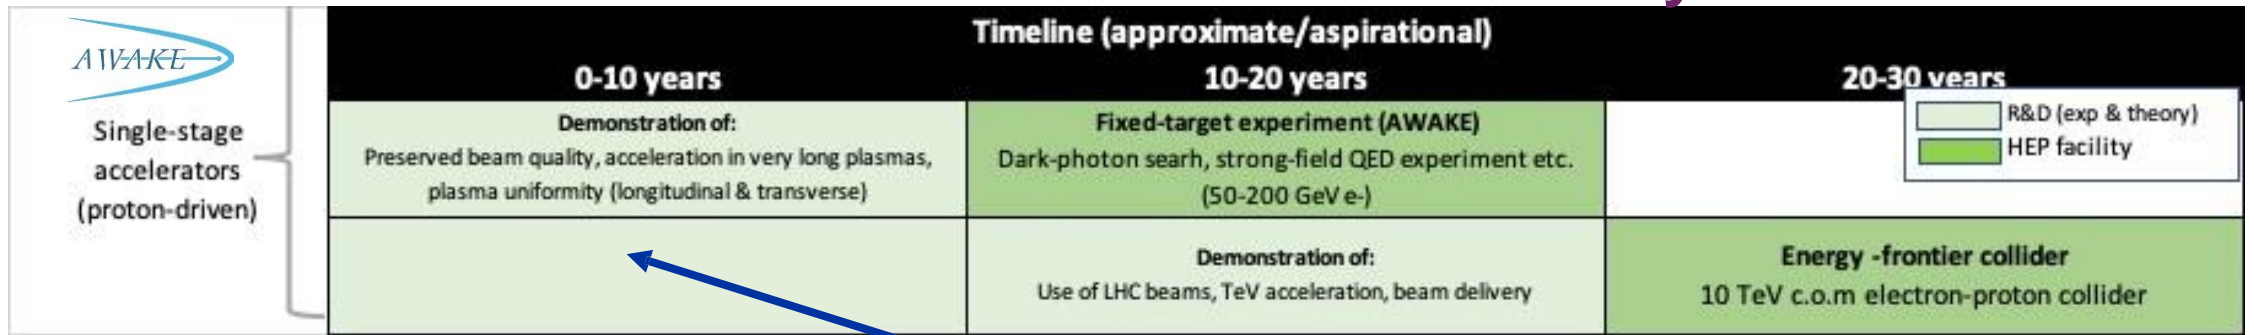 AWAKE
Single-stage
accelerators
(proton-driven)
Timeline (approximate/aspirational)
0-10 years
10-20 years
20-30 years
Demonstration of:
Preserved beam quality, acceleration in very long plasmas,
plasma uniformity (longitudinal & transverse)
Fixed-target experiment (AWAKE)
Dark-photon searh, strong-field QED experiment etc.
(50-200 GeV e-)
R&D (exp & theory)
HEP facility
Demonstration of:
Use of LHC beams, TeV acceleration, beam delivery
Energy -frontier collider
10 TeV c.o.m electron-proton collider